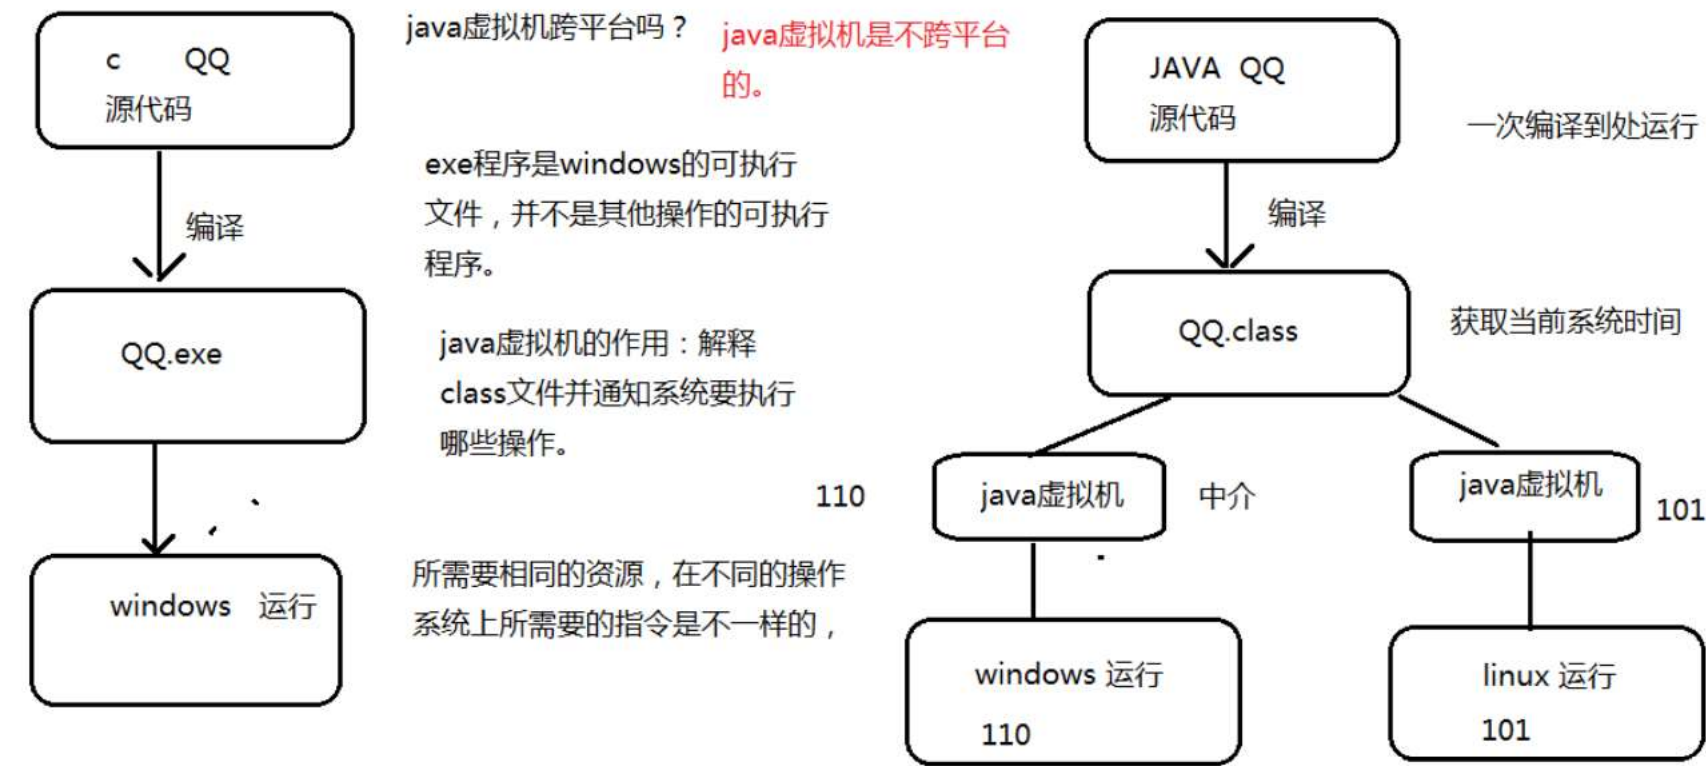 c QQ
源代码
编译
QQ.exe
windows 运行
java虚拟机跨平台吗？
java虚拟机是不跨平台
的。
exe程序是windows的可执行
文件，并不是其他操作的可执行
程序。
java虚拟机的作用：解释
class文件并通知系统要执行
哪些操作。
所需要相同的资源，在不同的操作
系统上所需要的指令是不一样的，
JAVA QQ
源代码
一次编译到处运行
编译
QQ.class
获取当前系统时间
110
java虚拟机
中介
java虚拟机
101
windows 运行
110
linux 运行
101